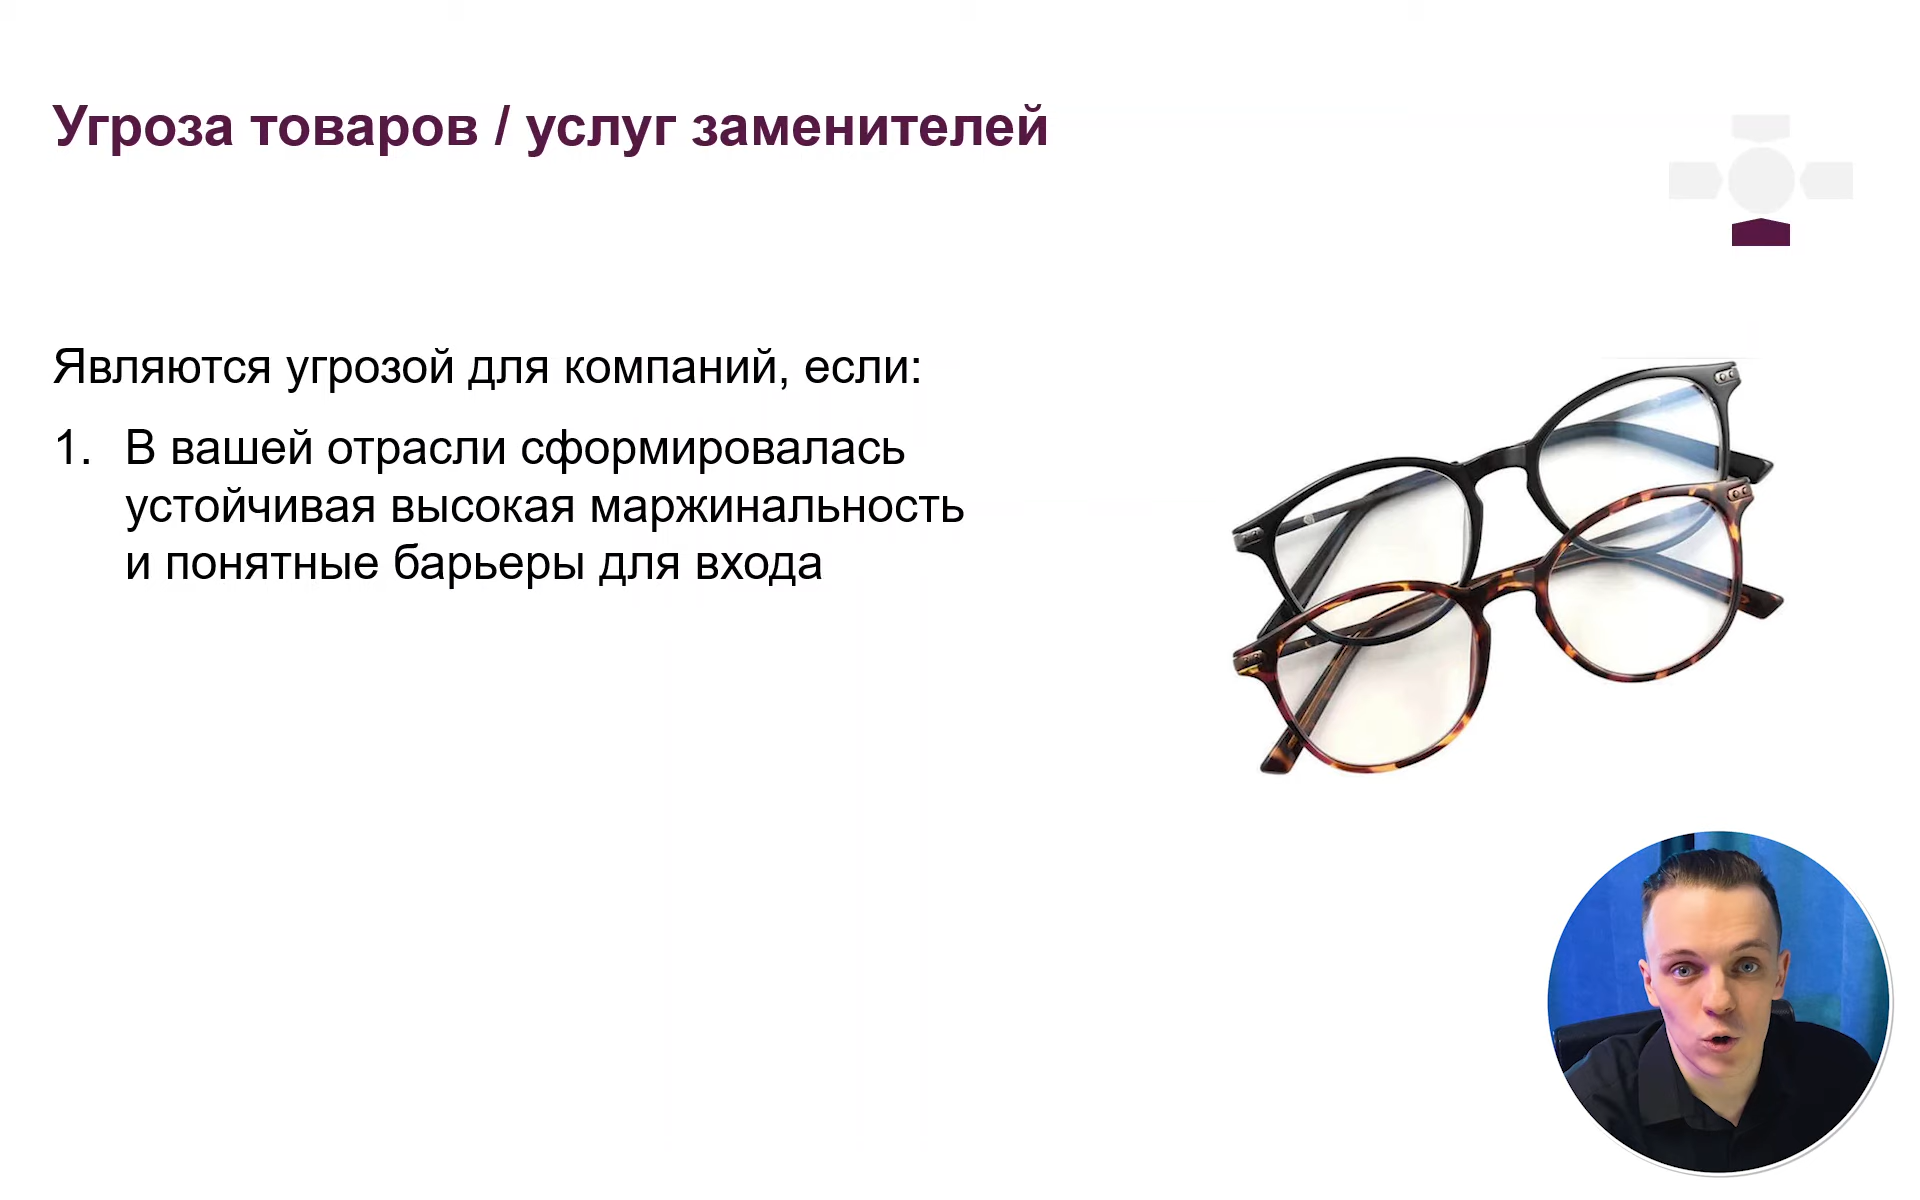 Угроза товаров / услуг заменителей
Являются угрозой для компаний, если:
1. В вашей отрасли сформировалась
устойчивая высокая маржинальность
и понятные барьеры для входа